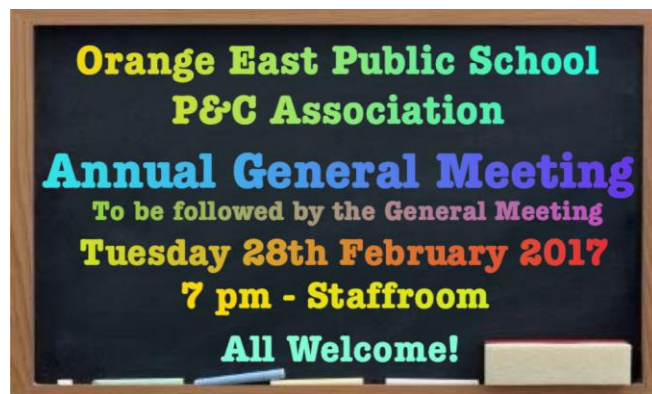 Orange East Public School
P&C Association
Annual General Meeting
To be followed by the General Meeting
Tuesday 28th February 2017
7 pm - Staffroom
All Welcome!